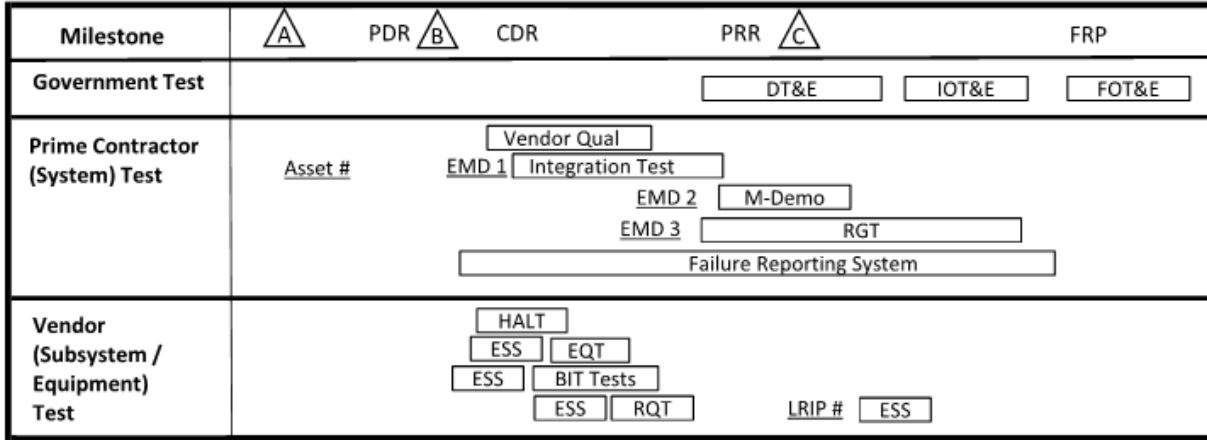 Milestone A PDR B CDR PRR C FRP
Government Test DT&E IOT&E FOT&E
Prime Contractor
(System) Test
Vendor Qual
Asset # EMD 1 Integration Test
EMD 2 M-Demo
EMD 3 RGT
Failure Reporting System
Vendor
(Subsystem /
Equipment)
Test
HALT
ESS EQT
ESS BIT Tests
ESS RQT LRIP # ESS